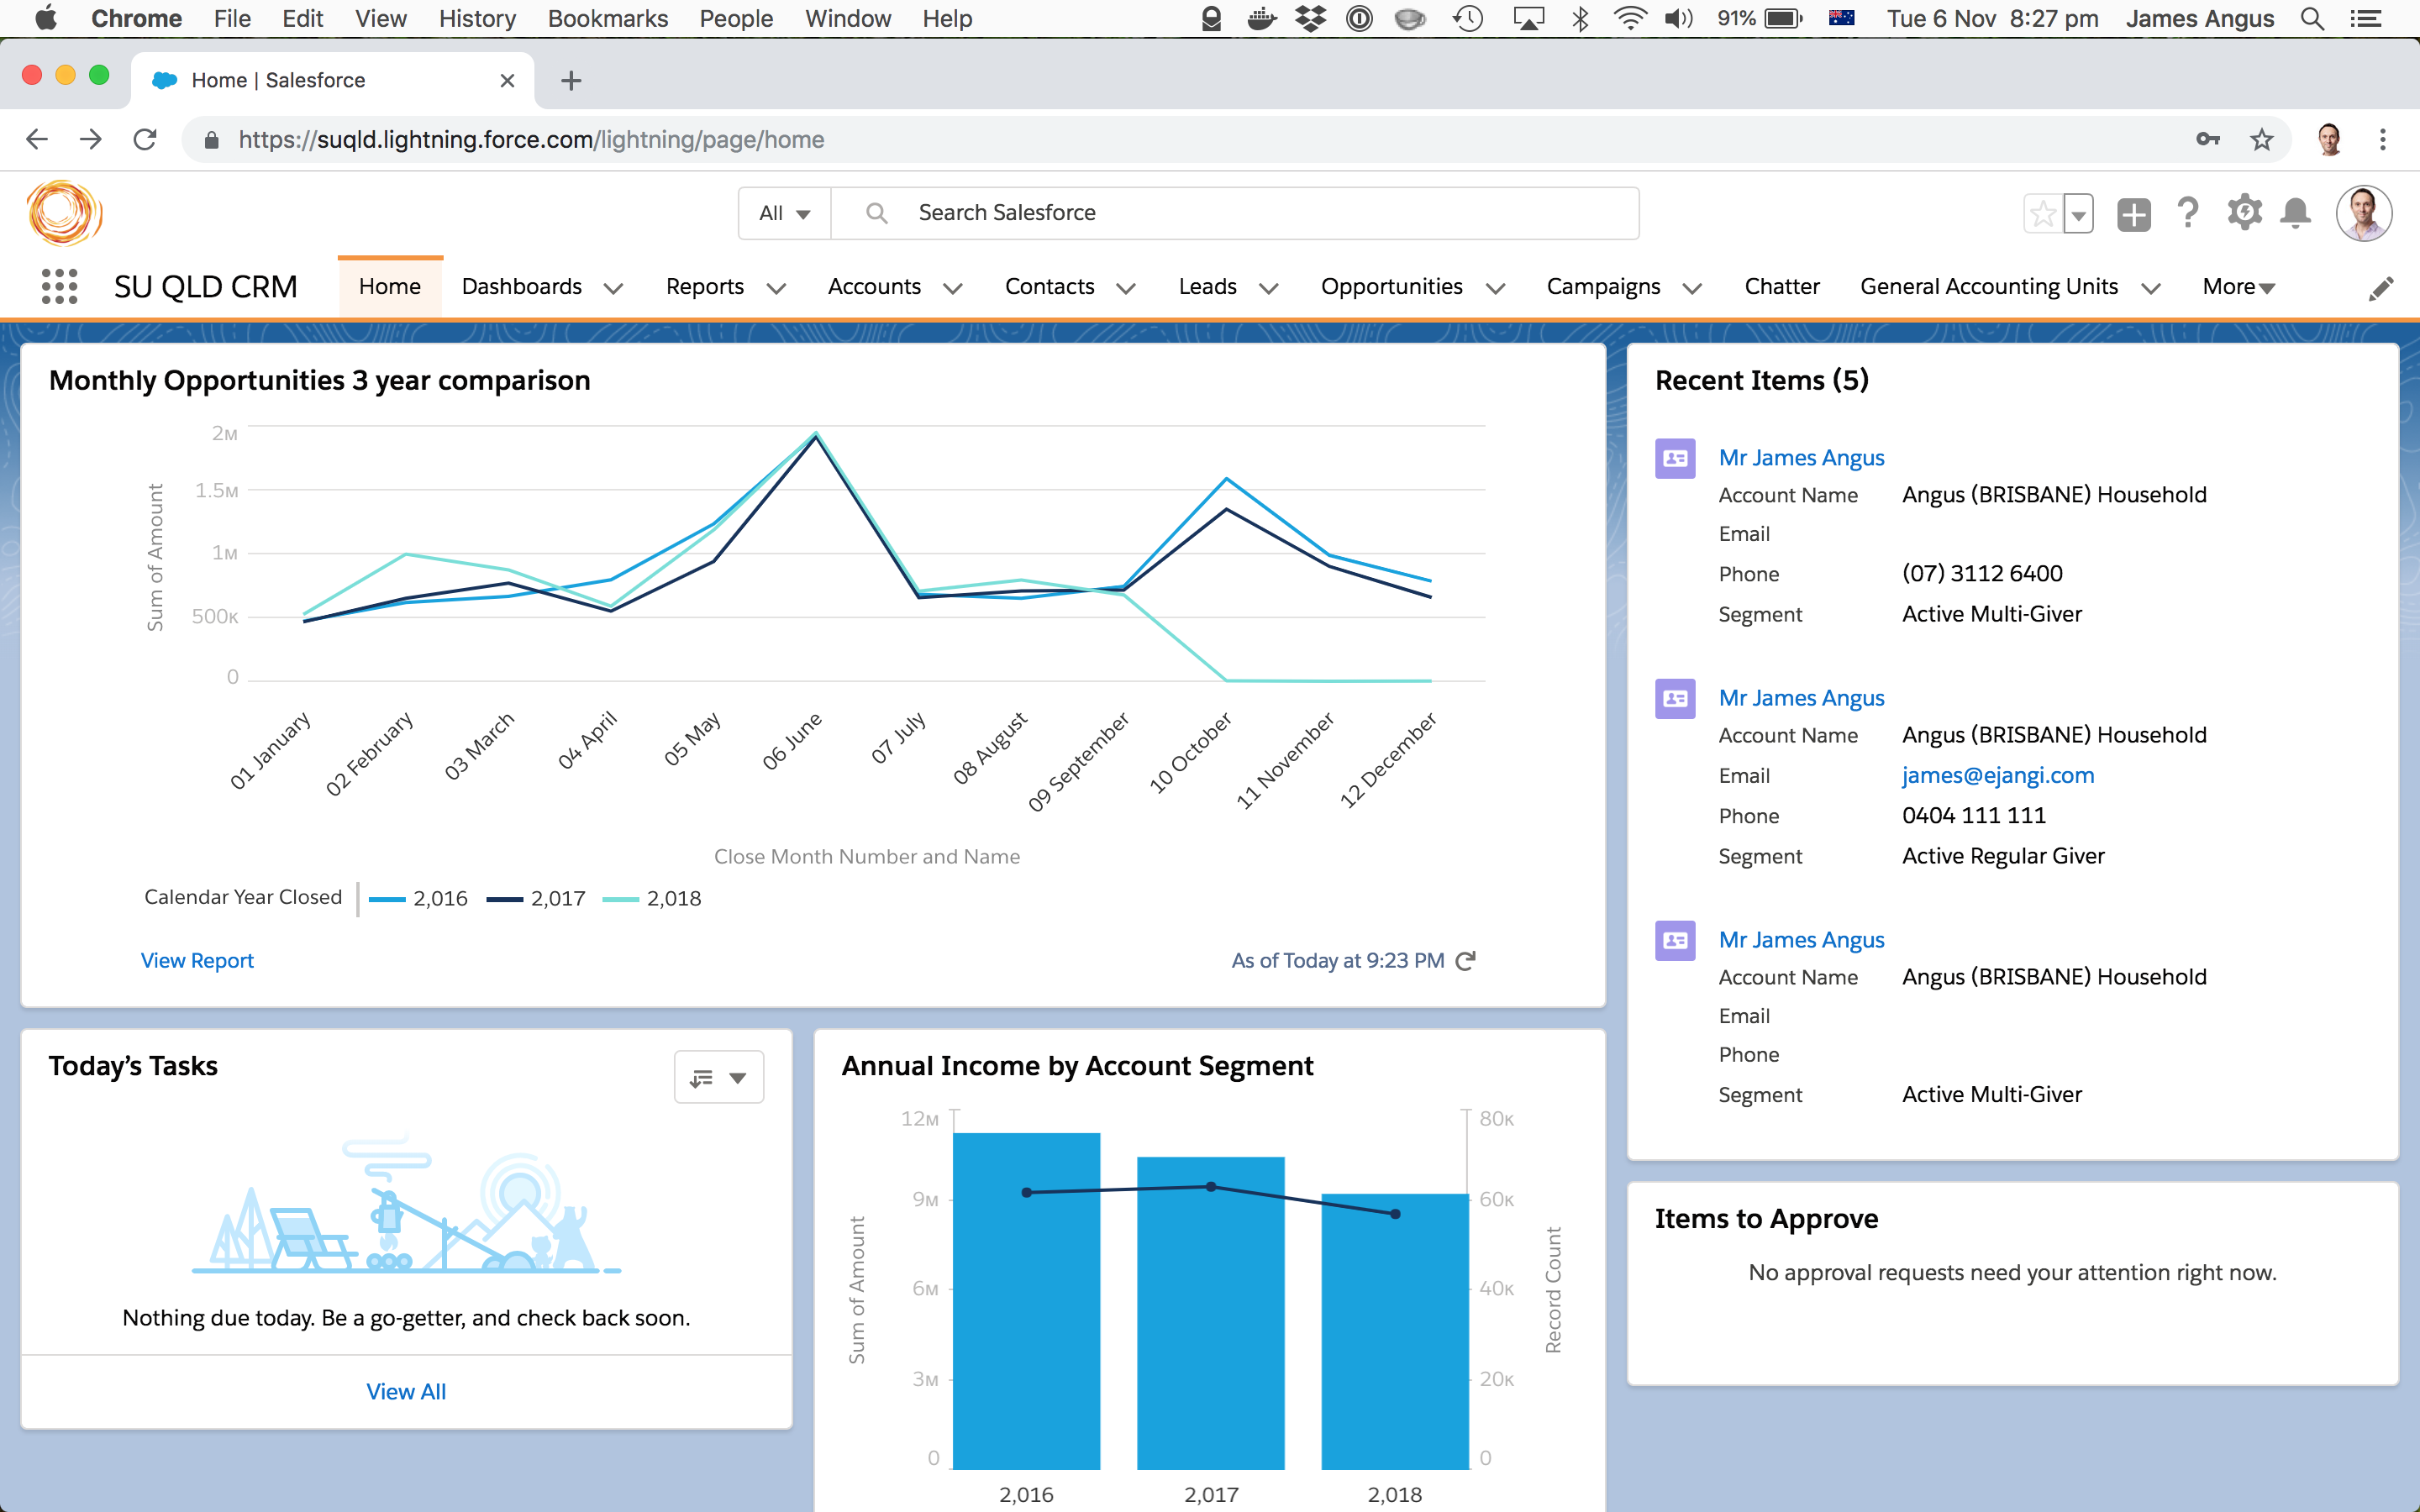 Chrome File Edit View History Bookmarks People Window Help 91% Tue 6 Nov 8:27 pm James Angus
Home | Salesforce
https://suqld.lightning.force.com/lightning/page/home
All Search Salesforce
SU QLD CRM Home Dashboards Reports Accounts Contacts Leads Opportunities Campaigns Chatter General Accounting Units More
Monthly Opportunities 3 year comparison
2M
1.5M
1M
500K
0
Sum of Amount
01 January
02 February
03 March
04 April
05 May
06 June
07 July
08 August
09 September
10 October
11 November
12 December
Close Month Number and Name
Calendar Year Closed 2,016 2,017 2,018
View Report As of Today at 9:23 PM
Today's Tasks
Nothing due today. Be a go-getter, and check back soon.
View All
Annual Income by Account Segment
12M
9M
6M
3M
0
Sum of Amount
80K
60K
40K
20K
0
Record Count
2,016 2,017 2,018
Recent Items (5)
Mr James Angus
Account Name Angus (BRISBANE) Household
Email
Phone (07) 3112 6400
Segment Active Multi-Giver
Mr James Angus
Account Name Angus (BRISBANE) Household
Email james@ejangi.com
Phone 0404 111 111
Segment Active Regular Giver
Mr James Angus
Account Name Angus (BRISBANE) Household
Email
Phone
Segment Active Multi-Giver
Items to Approve
No approval requests need your attention right now.